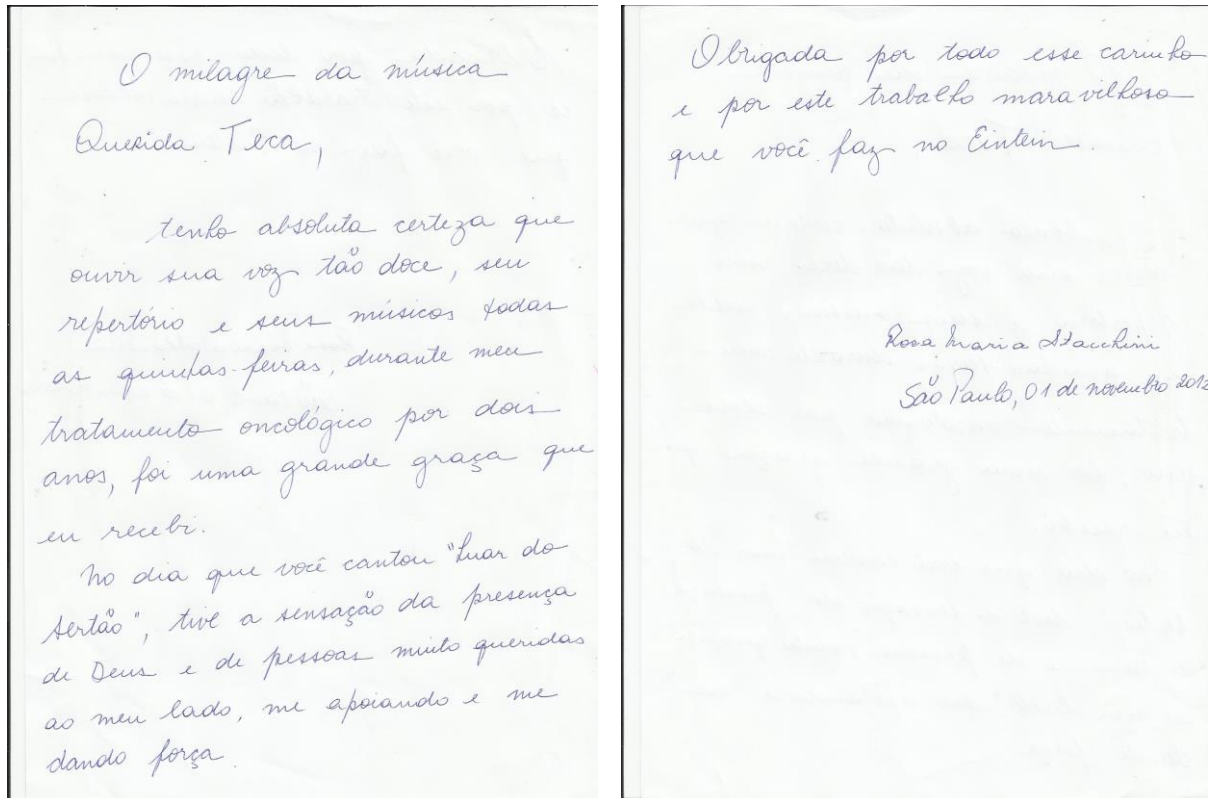 O milagre da música
Querida Teca,
tenho absoluta certeza que
ouvir sua voz tão doce, seu
repertório e seus músicos todas
as quintas-feiras, durante meu
tratamento oncológico por dois
anos, foi uma grande graça que
eu recebi.
No dia que você cantou "Luar do
Sertão", tive a sensação da presença
de Deus e de pessoas muito queridas
ao meu lado, me apoiando e me
dando força.
Obrigada por todo esse carinho
e por este trabalho maravilhoso
que você faz no Eintein.
Rosa Maria Stacchini
São Paulo, 01 de novembro 2012